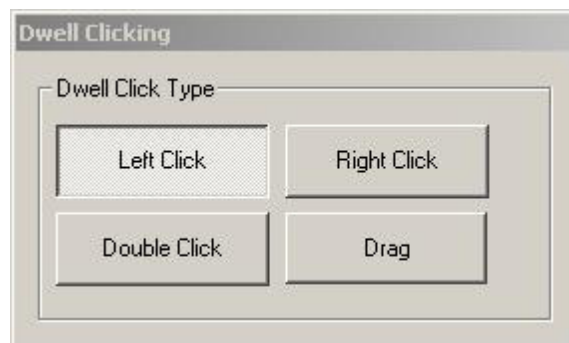 Dwell Clicking
Dwell Click Type
Left Click
Right Click
Double Click
Drag